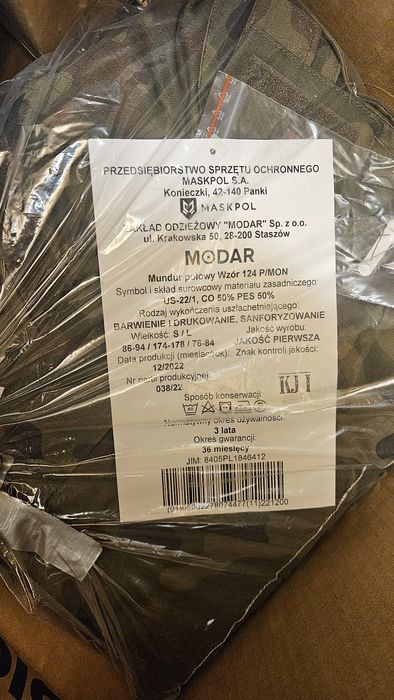 PRZEDSIĘBIORSTWO SPRZĘTU OCHRONNEGO
MASKPOL S.A.
Konieczki, 42-140 Panki
MASKPOL
ZAKŁAD ODZIEŻOWY "MODAR" Sp. z o.o.
ul. Krakowska 50, 28-200 Staszów
MODAR
Mundur polowy Wzór 124 P/MON
Symbol i skład surowcowy materiału zasadniczego:
US-22/1, CO 50% PES 50%
Rodzaj wykończenia uszlachetniającego:
BARWIENIE I DRUKOWANIE, SANFORYZOWANIE
Wielkość: S / L
Jakość wyrobu:
86-94 / 174-178 / 76-84
JAKOŚĆ PIERWSZA
Data produkcji (miesiąc/rok):
Znak kontroli jakości:
12/2022
Nr partii produkcyjnej
038/22
KJ 1
Sposób konserwacji:
Normatywny okres używalności:
3 lata
Okres gwarancji:
36 miesięcy
JIM: 8405PL1846412